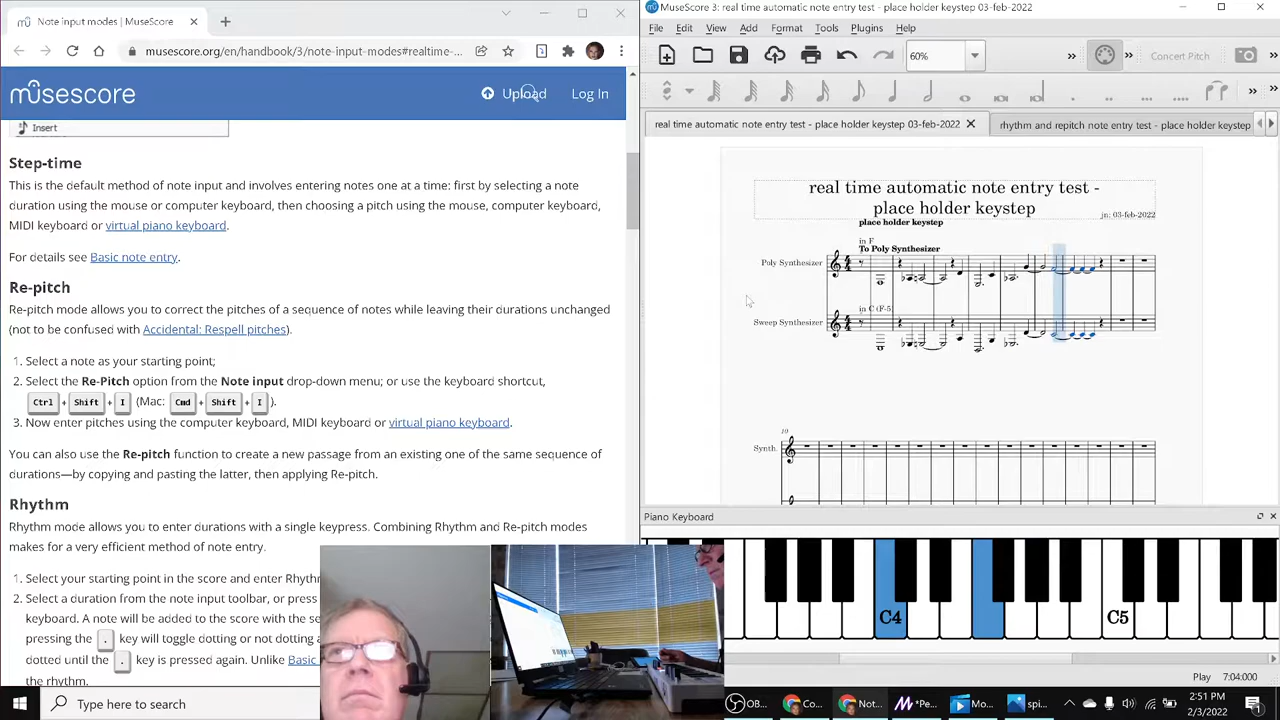 Note input modes | MuseScore
musescore.org/en/handbook/3/note-input-modes#realtime-...
musescore
Upload
Log In
Insert
Step-time
This is the default method of note input and involves entering notes one at a time: first by selecting a note
duration using the mouse or computer keyboard, then choosing a pitch using the mouse, computer keyboard,
MIDI keyboard or virtual piano keyboard.
For details see Basic note entry.
Re-pitch
Re-pitch mode allows you to correct the pitches of a sequence of notes while leaving their durations unchanged
(not to be confused with Accidental: Respell pitches).
1. Select a note as your starting point;
2. Select the Re-Pitch option from the Note input drop-down menu; or use the keyboard shortcut,
Ctrl + Shift + I (Mac: Cmd + Shift + I ).
3. Now enter pitches using the computer keyboard, MIDI keyboard or virtual piano keyboard.
You can also use the Re-pitch function to create a new passage from an existing one of the same sequence of
durations—by copying and pasting the latter, then applying Re-pitch.
Rhythm
Rhythm mode allows you to enter durations with a single keypress. Combining Rhythm and Re-pitch modes
makes for a very efficient method of note entry.
1. Select your starting point in the score and enter Rhyth
2. Select a duration from the note input toolbar, or press
keyboard. A note will be added to the score with the se
pressing the . key will toggle dotting or not dotting a
dotted until the . key is pressed again. Unlike Basic
the rhythm.
MuseScore 3: real time automatic note entry test - place holder keystep 03-feb-2022
File Edit View Add Format Tools Plugins Help
60%
Concert Pitch
real time automatic note entry test - place holder keystep 03-feb-2022
rhythm and repitch note entry test - place holder keystep
real time automatic note entry test -
place holder keystep
jn: 03-feb-2022
place holder keystep
in F
To Poly Synthesizer
Poly Synthesizer
in C (F-5)
Sweep Synthesizer
10
Synth.
Piano Keyboard
C4
C5
Play 7:04:000
Type here to search
OB...
Co...
Not...
*Pe...
Mo...
spi...
2:51 PM
2/3/2022